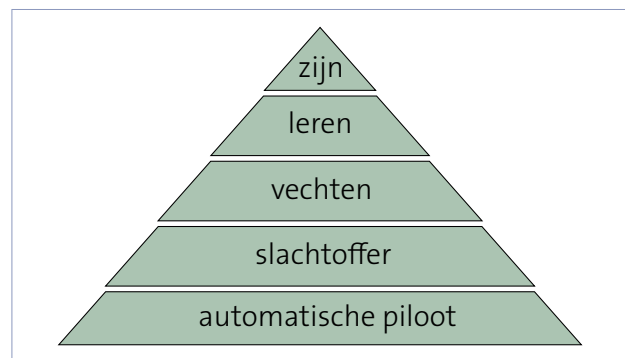 zijn
leren
vechten
slachtoffer
automatische piloot